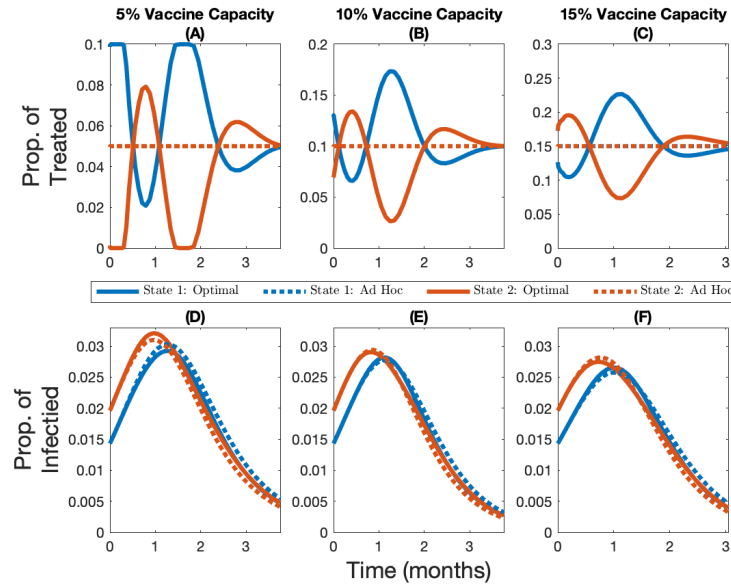 5% Vaccine Capacity 10% Vaccine Capacity 15% Vaccine Capacity
(A) (B) (C)
Prop. of
Treated
0.1 0.2 0.3
0.08 0.15 0.25
0.06 0.2
0.1 0.15
0.04 0.1
0.02 0.05 0.05
0 0 0
0 1 2 3 0 1 2 3 0 1 2 3
State 1: Optimal State 1: Ad Hoc State 2: Optimal State 2: Ad Hoc
(D) (E) (F)
Prop. of
Infectied
0.03 0.03 0.03
0.025 0.025 0.025
0.02 0.02 0.02
0.015 0.015 0.015
0.01 0.01 0.01
0.005 0.005 0.005
0 0 0
0 1 2 3 0 1 2 3 0 1 2 3
Time (months)